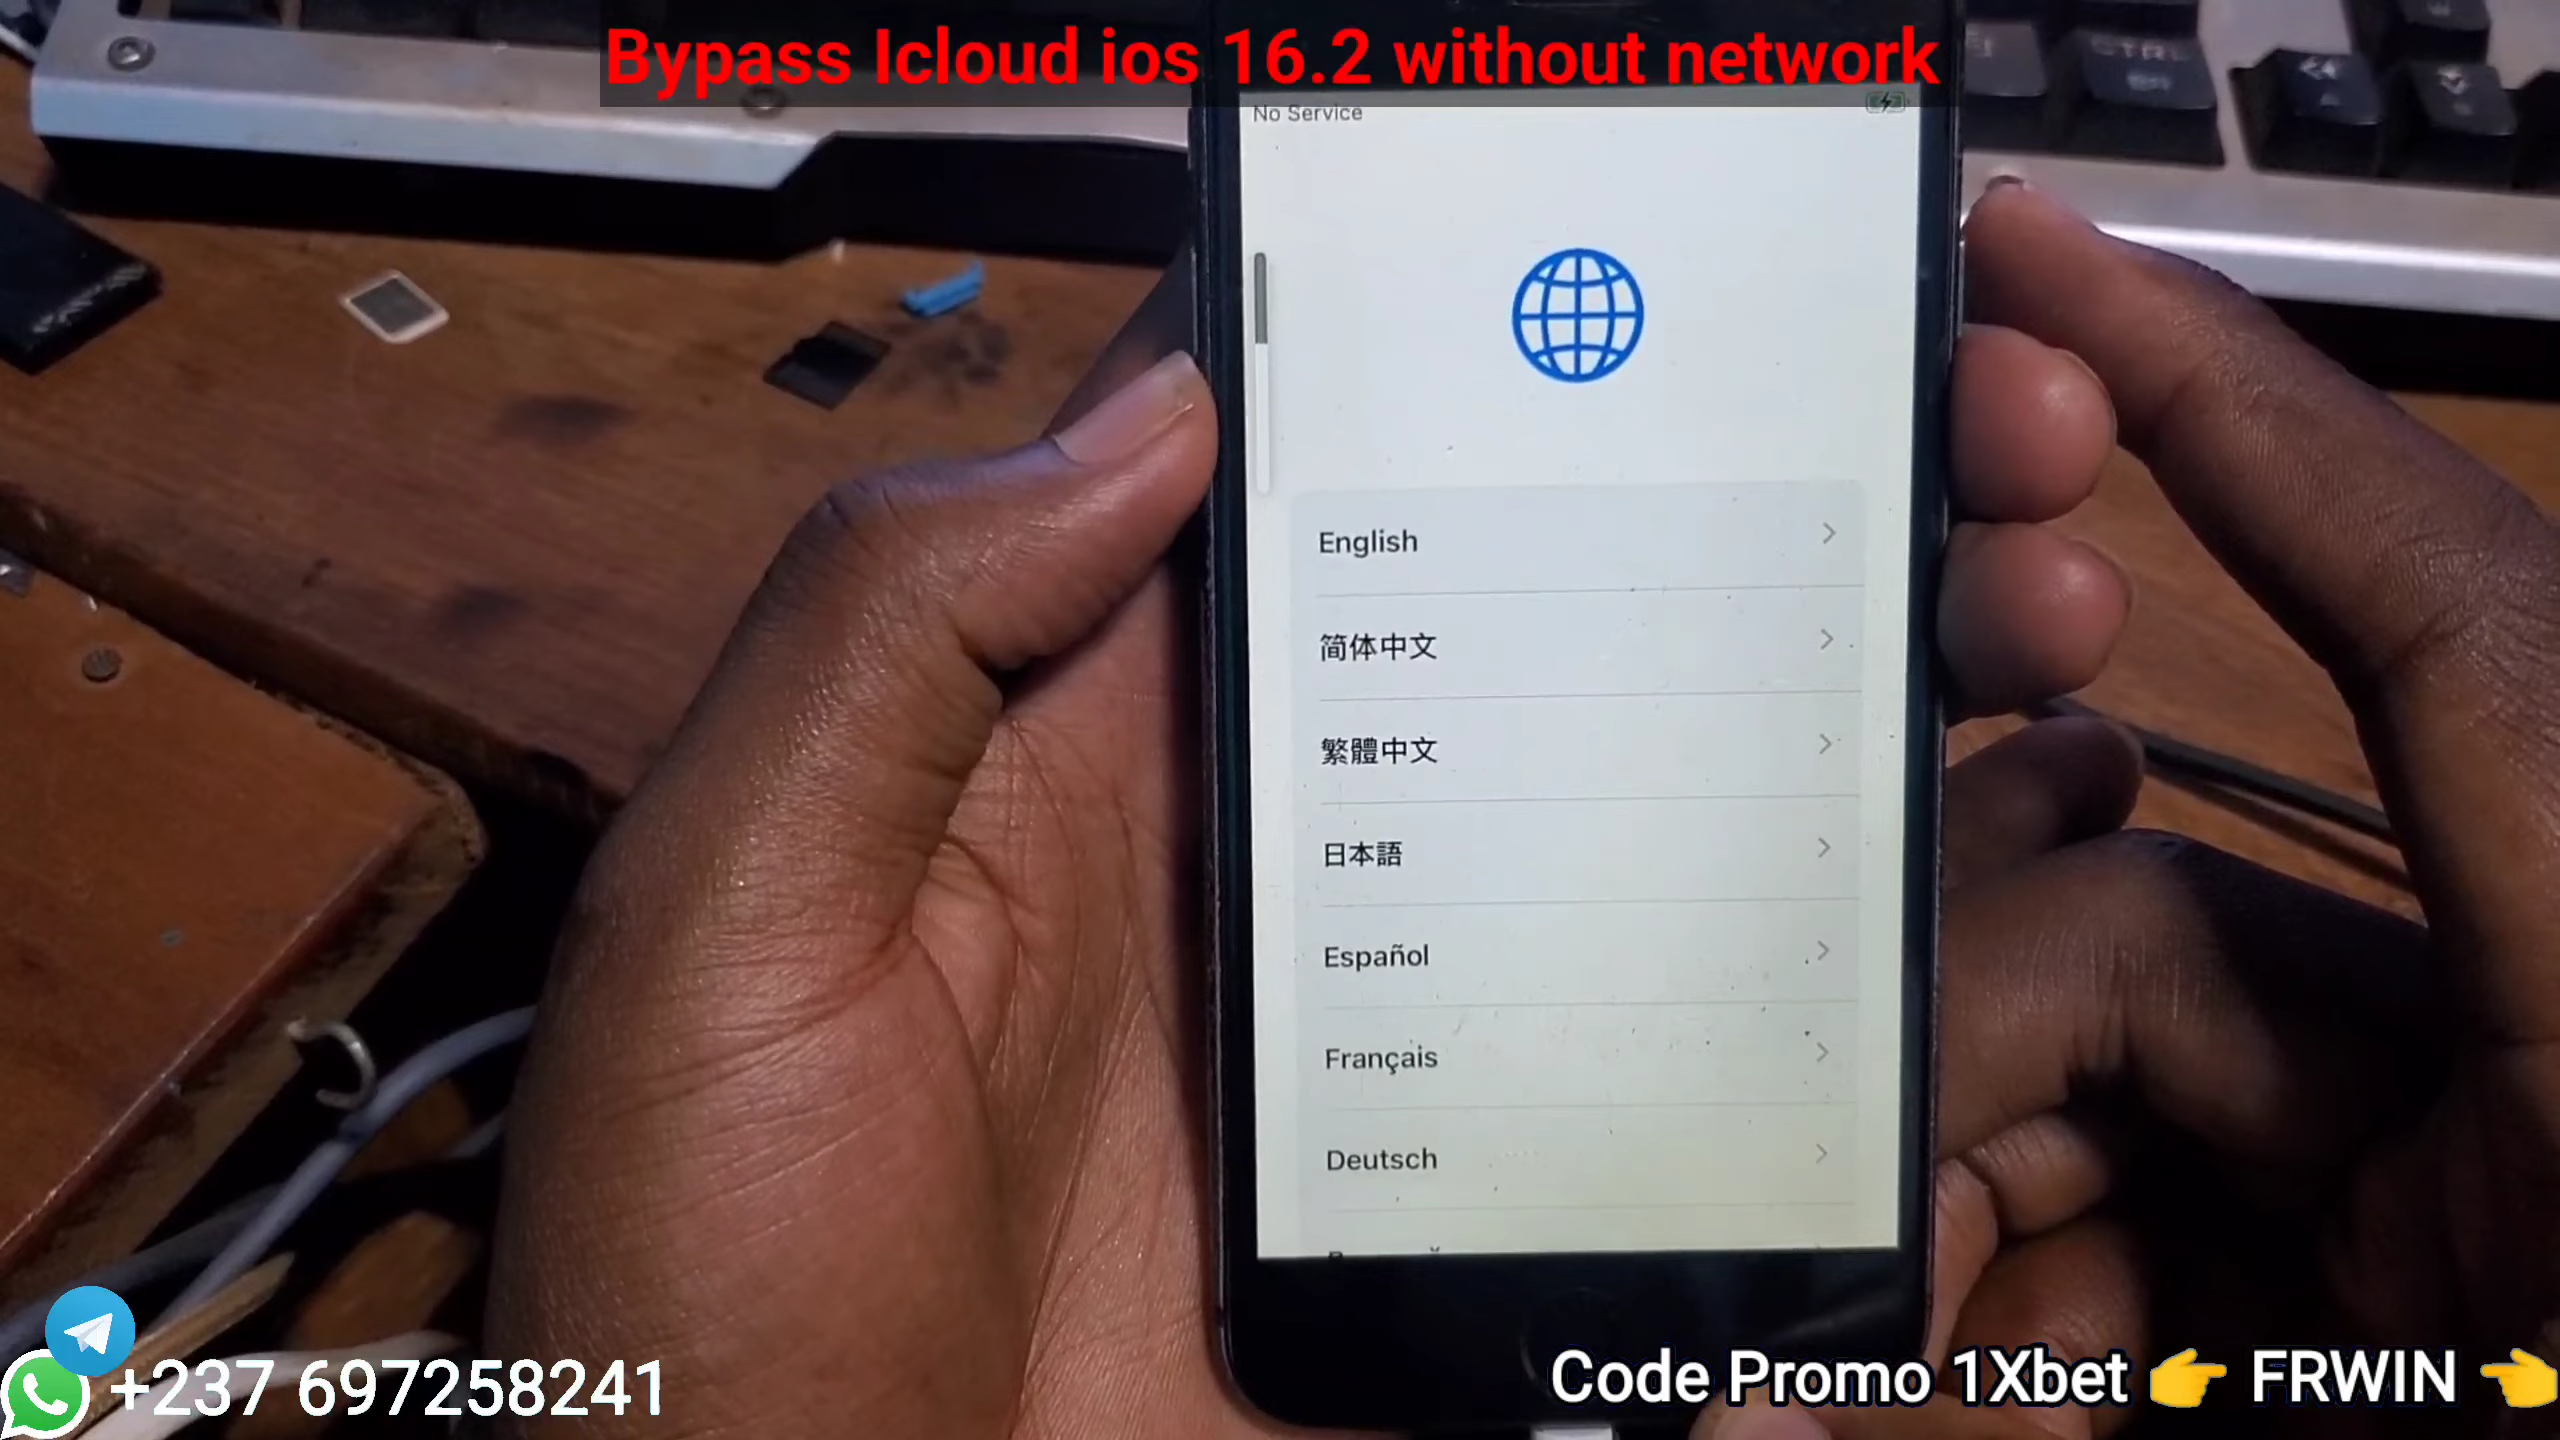 Bypass Icloud ios 16.2 without network
No Service
English
简体中文
繁體中文
日本語
Español
Français
Deutsch
+237 697258241
Code Promo 1Xbet 👉 FRWIN 👈